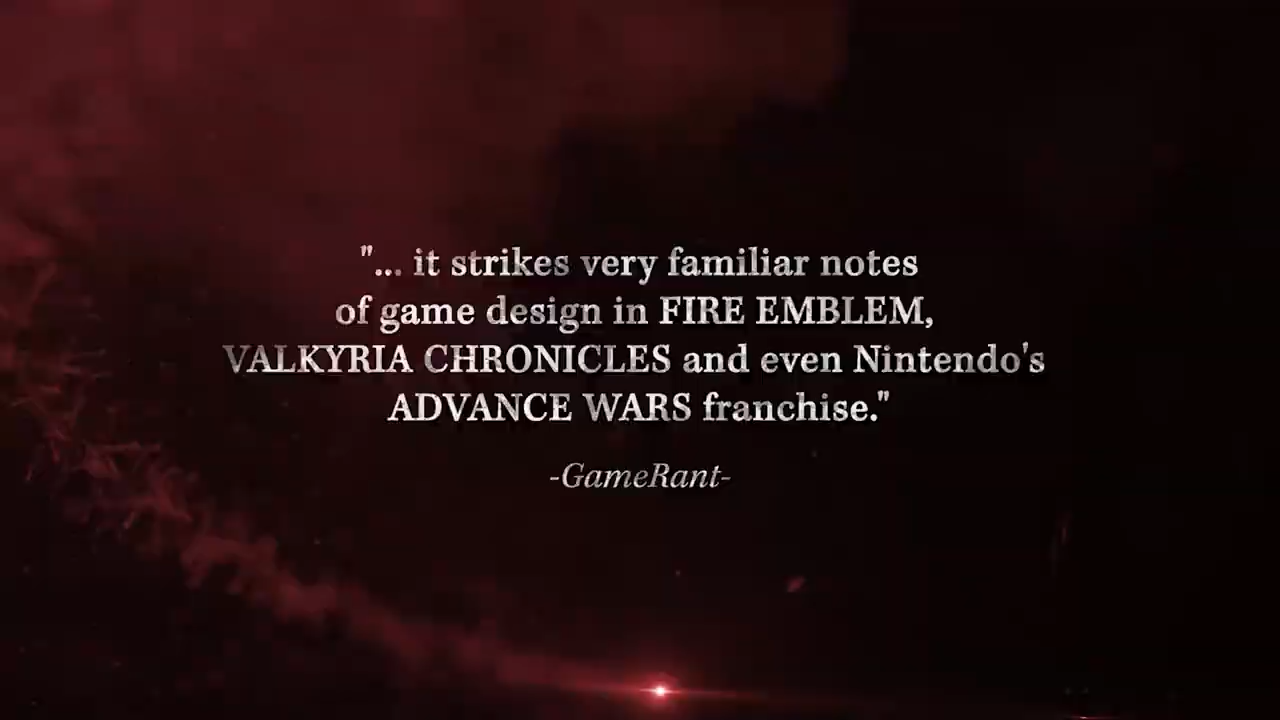 "... it strikes very familiar notes
of game design in FIRE EMBLEM,
VALKYRIA CHRONICLES and even Nintendo's
ADVANCE WARS franchise."
-GameRant-